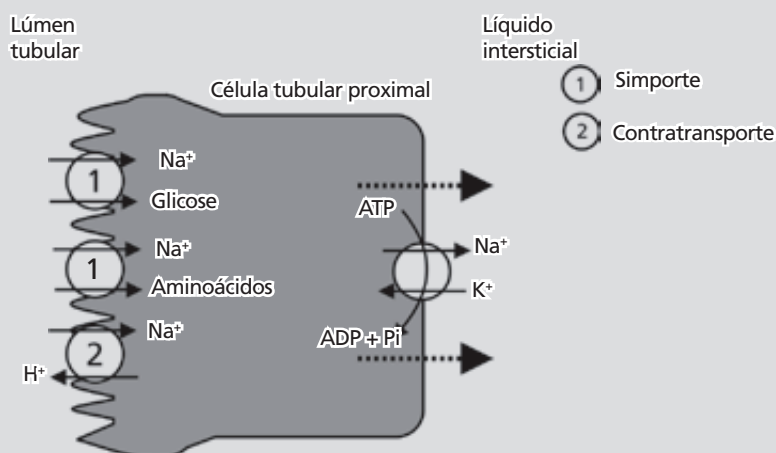 Lúmen
tubular
Líquido
intersticial
1 Simporte
2 Contratransporte
Célula tubular proximal
1
Na⁺
Glicose
1
Na⁺
Aminoácidos
2
Na⁺
H⁺
ATP
Na⁺
K⁺
ADP + Pi